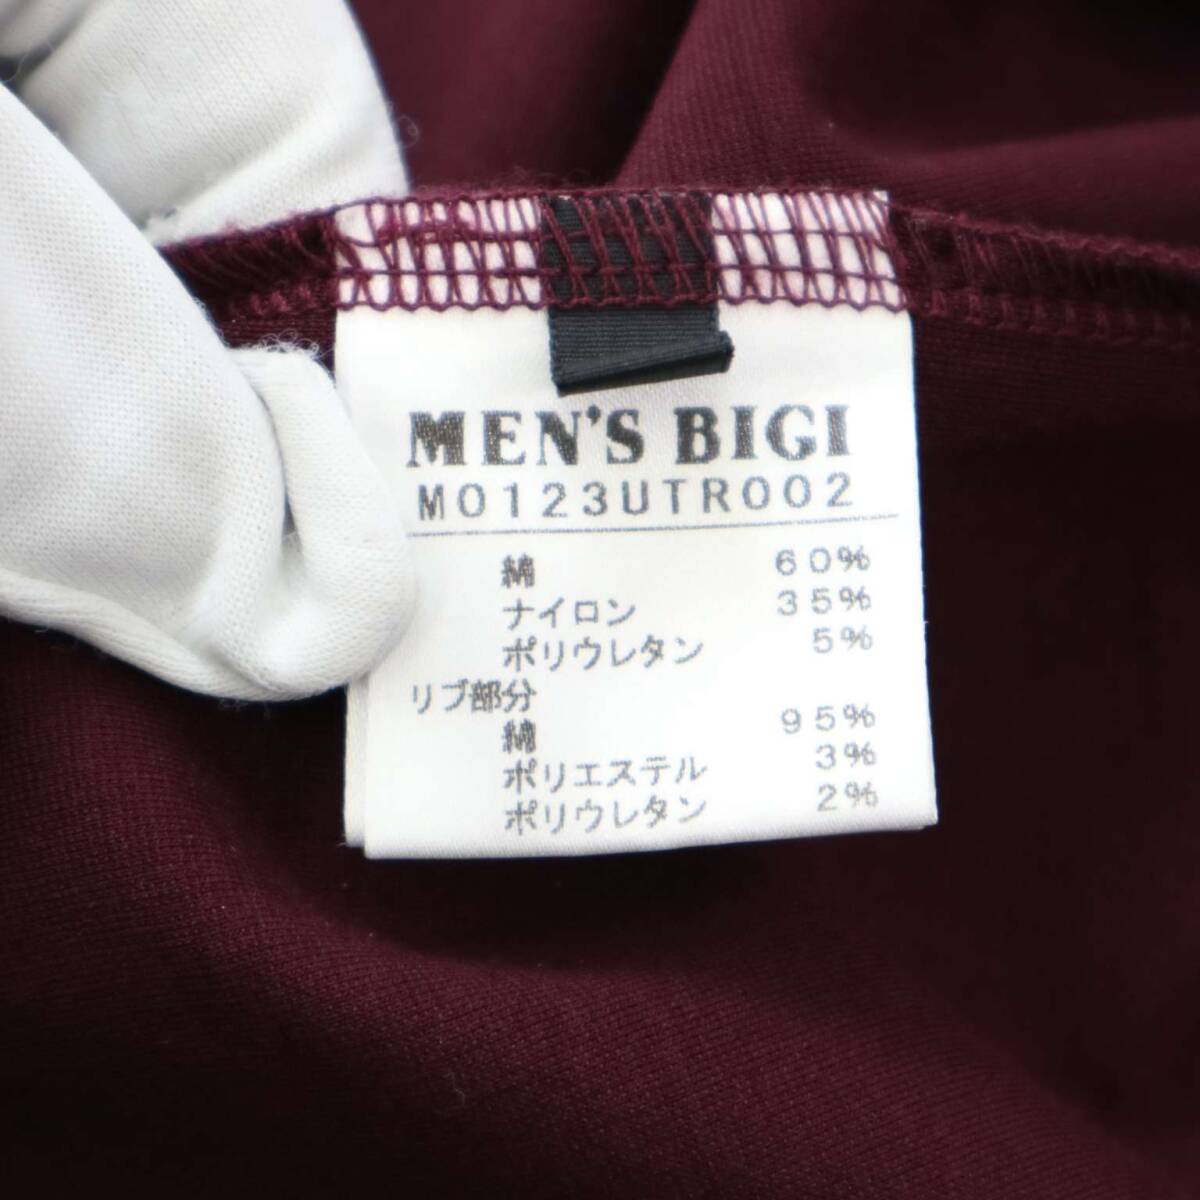 MEN'S BIGI
M0123UTR002
綿 60%
ナイロン 35%
ポリウレタン 5%
リブ部分
綿 95%
ポリエステル 3%
ポリウレタン 2%